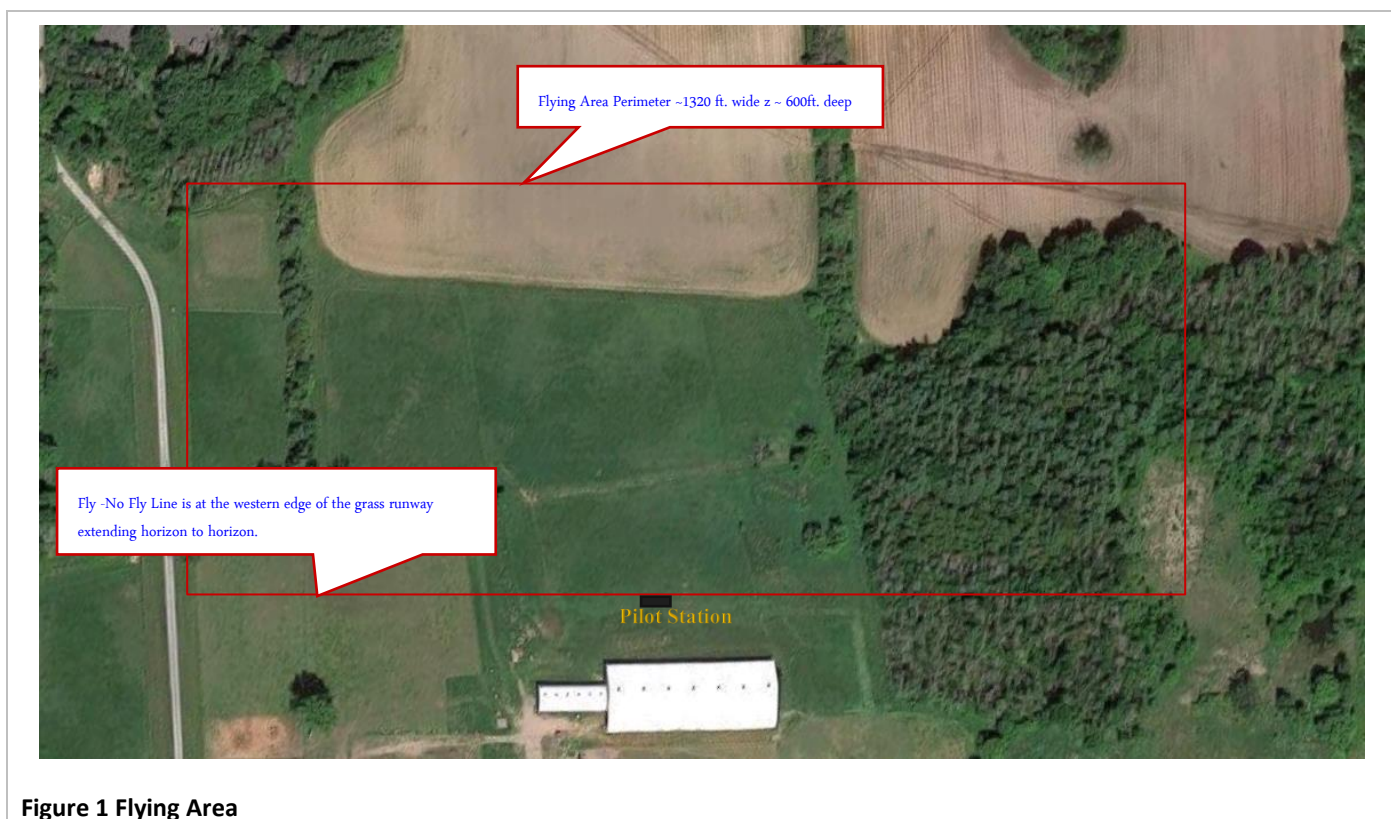 Flying Area Perimeter ~1320 ft. wide z ~ 600ft. deep
Fly -No Fly Line is at the western edge of the grass runway
extending horizon to horizon.
Pilot Station
Figure 1 Flying Area